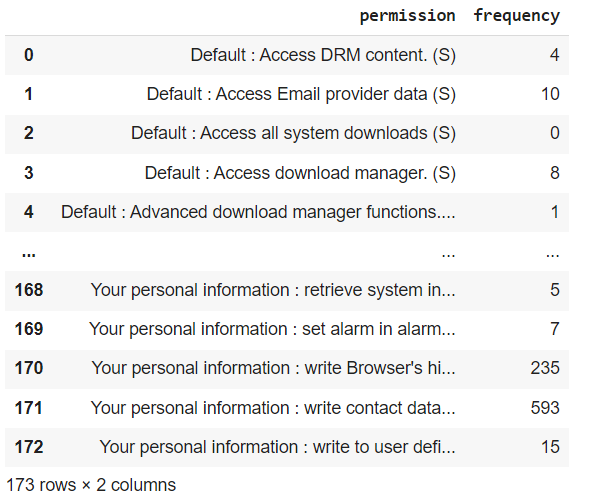 permission frequency
0 Default : Access DRM content. (S) 4
1 Default : Access Email provider data (S) 10
2 Default : Access all system downloads (S) 0
3 Default : Access download manager. (S) 8
4 Default : Advanced download manager functions.... 1
... ... ...
168 Your personal information : retrieve system in... 5
169 Your personal information : set alarm in alarm... 7
170 Your personal information : write Browser's hi... 235
171 Your personal information : write contact data... 593
172 Your personal information : write to user defi... 15
173 rows × 2 columns